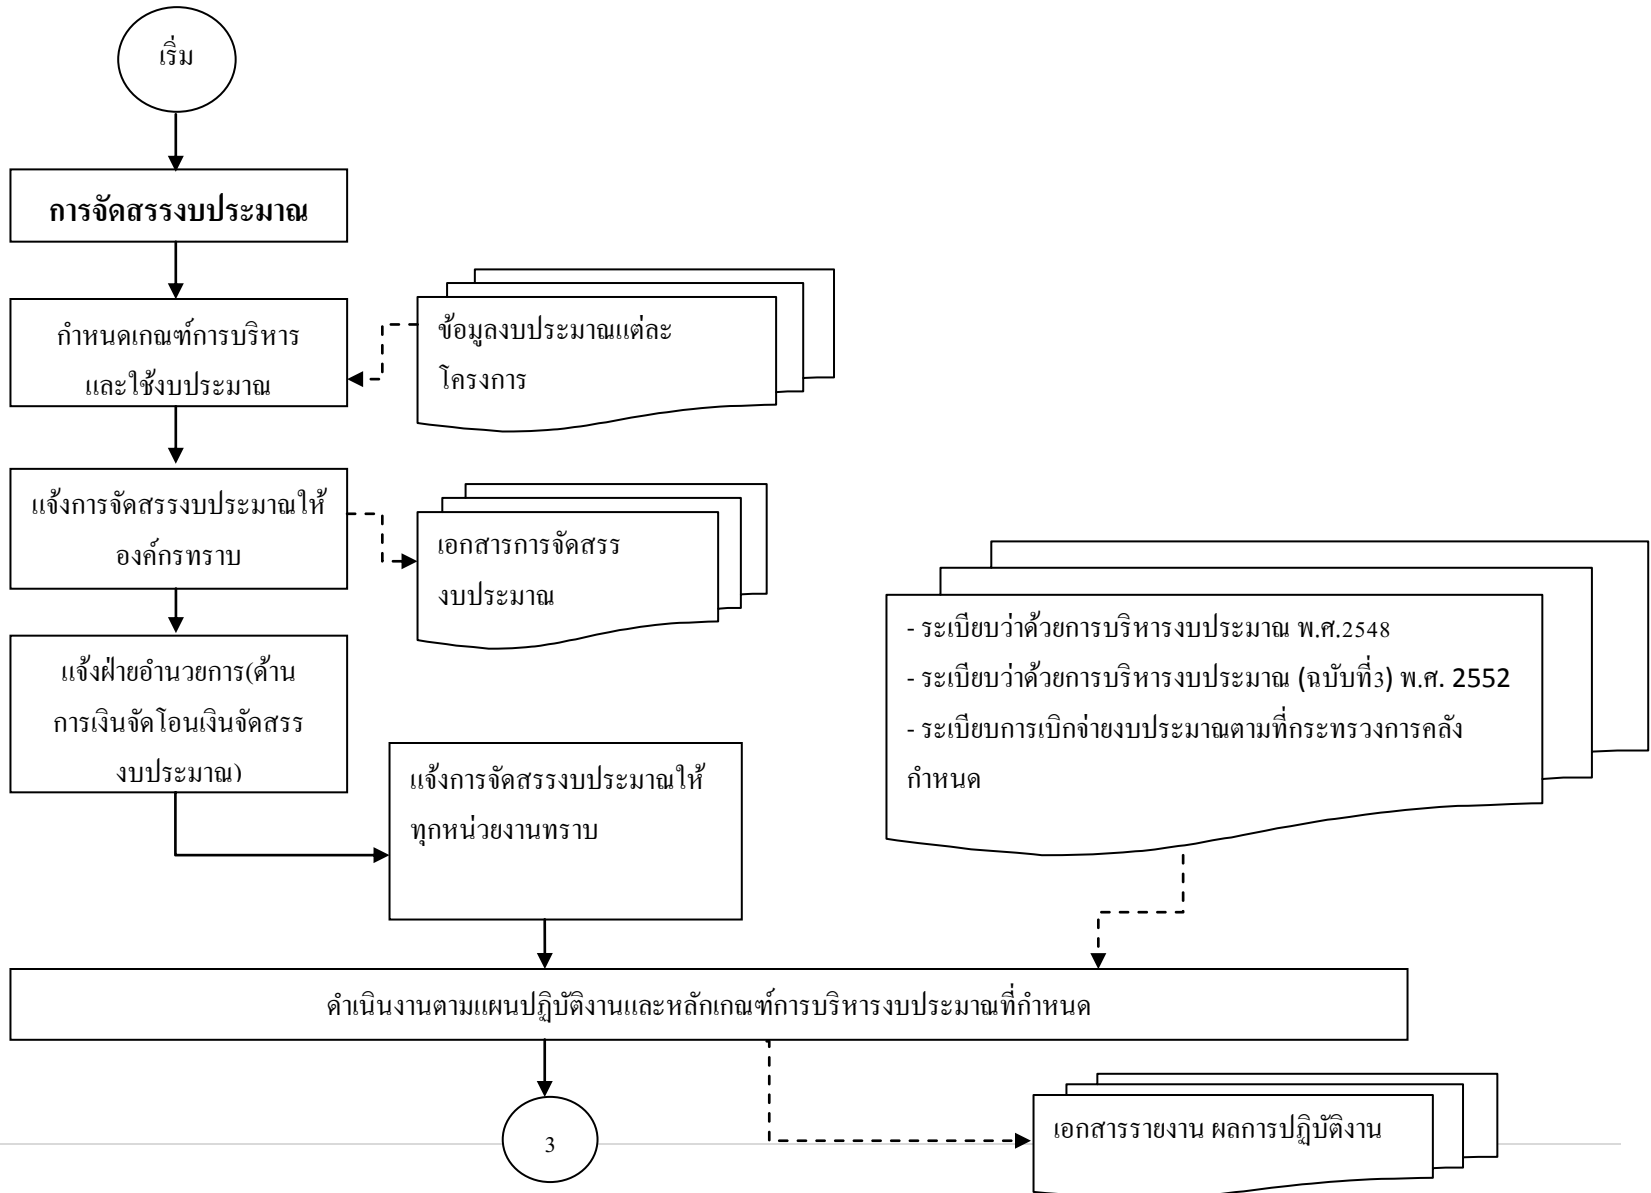 เริ่ม
การจัดสรรงบประมาณ
กำหนดเกณฑ์การบริหาร
และใช้งบประมาณ
ข้อมูลงบประมาณแต่ละ
โครงการ
แจ้งการจัดสรรงบประมาณให้
องค์กรทราบ
เอกสารการจัดสรร
งบประมาณ
แจ้งฝ่ายอำนวยการ(ด้าน
การเงินจัดโอนเงินจัดสรร
งบประมาณ)
แจ้งการจัดสรรงบประมาณให้
ทุกหน่วยงานทราบ
- ระเบียบว่าด้วยการบริหารงบประมาณ พ.ศ.2548
- ระเบียบว่าด้วยการบริหารงบประมาณ (ฉบับที่3) พ.ศ. 2552
- ระเบียบการเบิกจ่ายงบประมาณตามที่กระทรวงการคลัง
กำหนด
ดำเนินงานตามแผนปฏิบัติงานและหลักเกณฑ์การบริหารงบประมาณที่กำหนด
3
เอกสารรายงาน ผลการปฏิบัติงาน